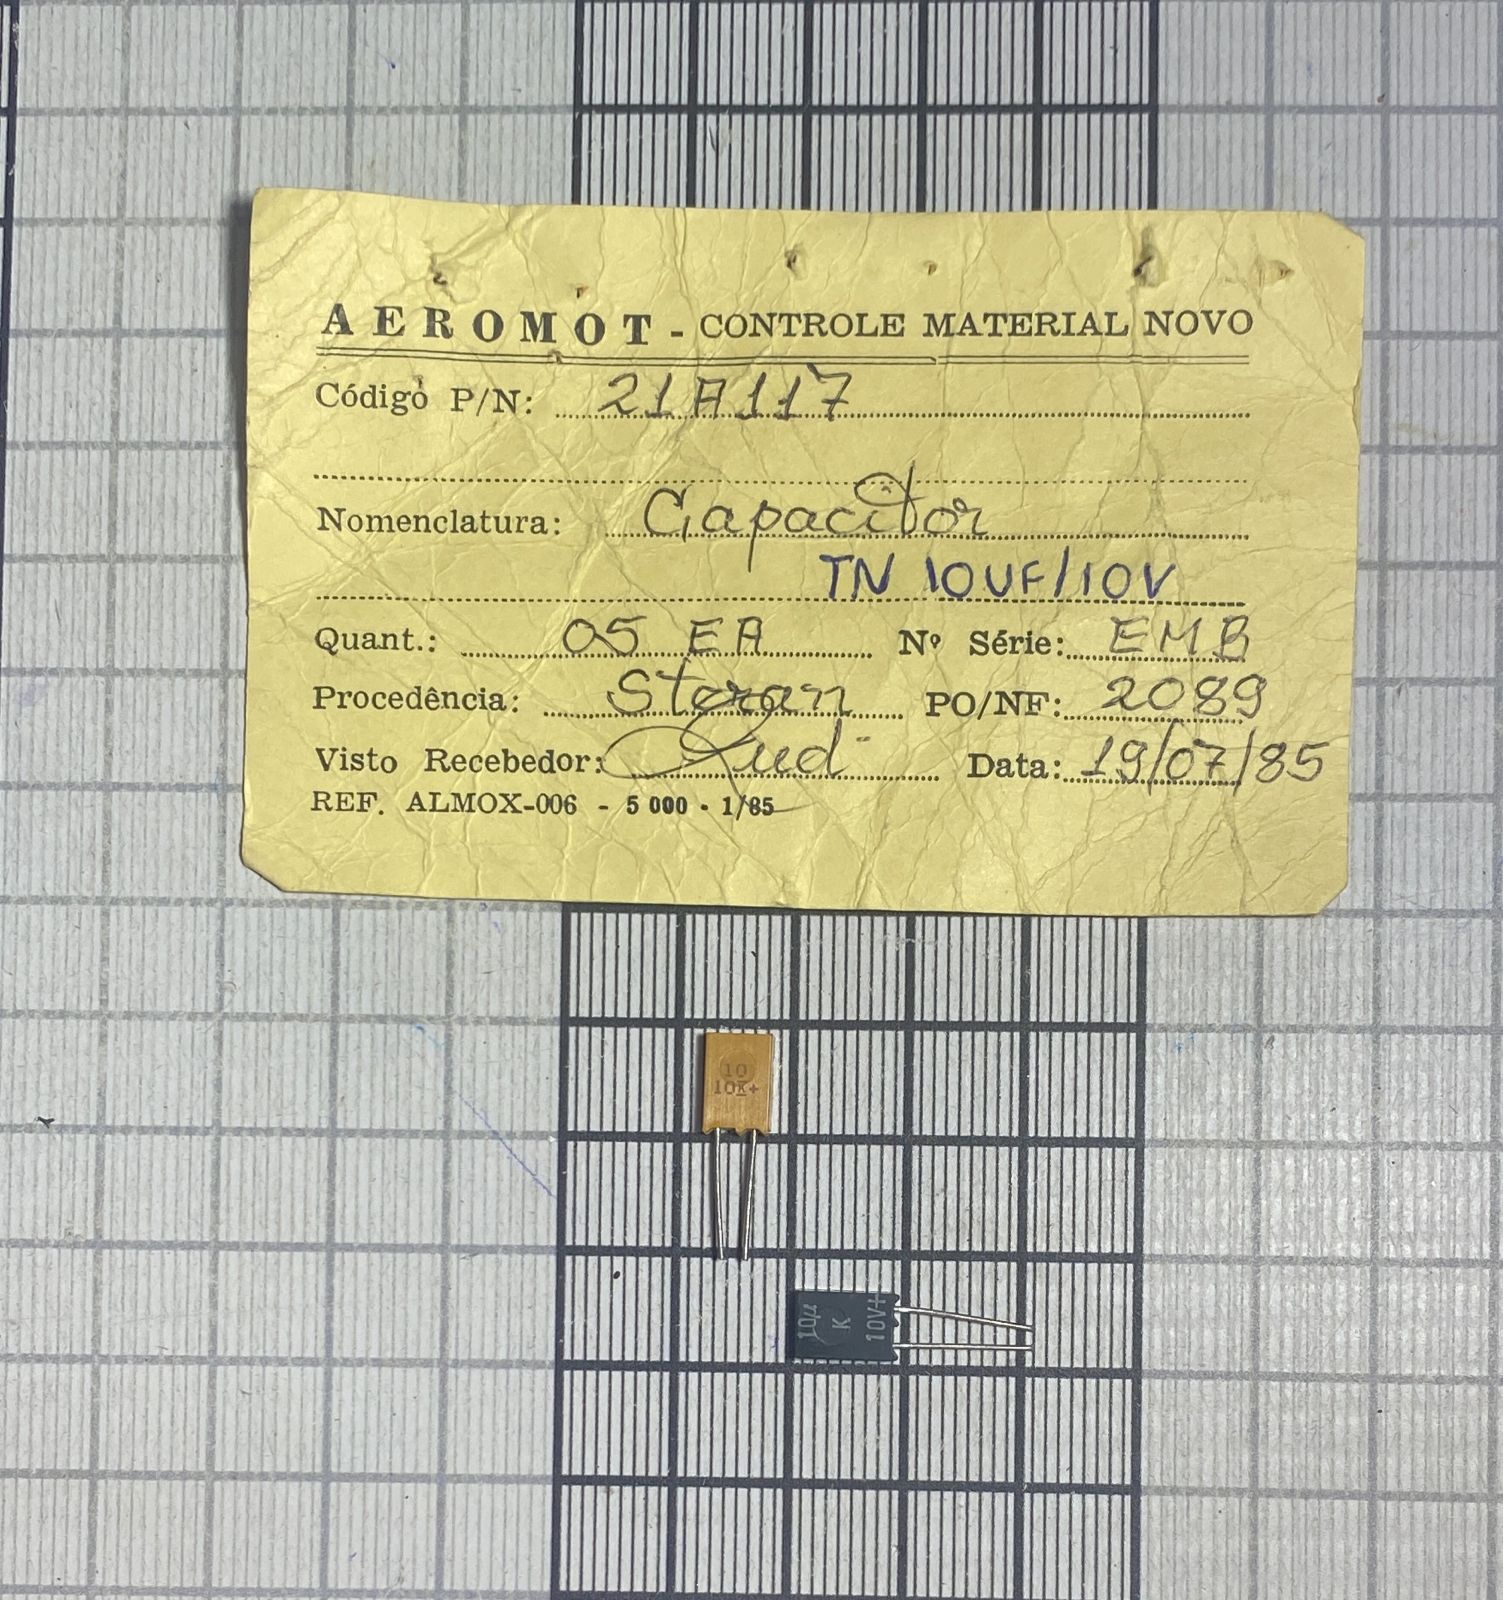 AEROMOT - CONTROLE MATERIAL NOVO
Código P/N: 21A117
Nomenclatura: Capacitor
TN 10UF/10V
Quant.: 05 EA Nº Série: EMB
Procedência: Steran PO/NF: 2089
Visto Recebedor: Data: 19/07/85
REF. ALMOX-006 - 5 000 - 1/85
10
10K+
10µ
K
10V+